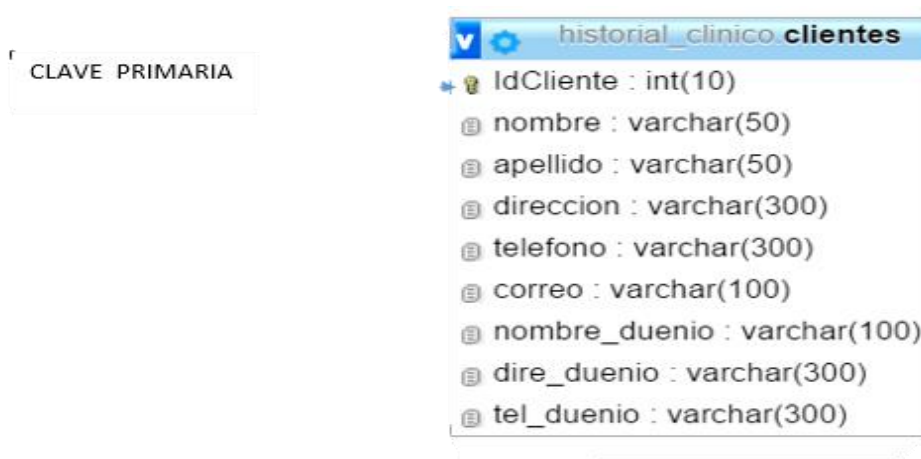 CLAVE PRIMARIA
v historial_clinico.clientes
IdCliente : int(10)
nombre : varchar(50)
apellido : varchar(50)
direccion : varchar(300)
telefono : varchar(300)
correo : varchar(100)
nombre_duenio : varchar(100)
dire_duenio : varchar(300)
tel_duenio : varchar(300)